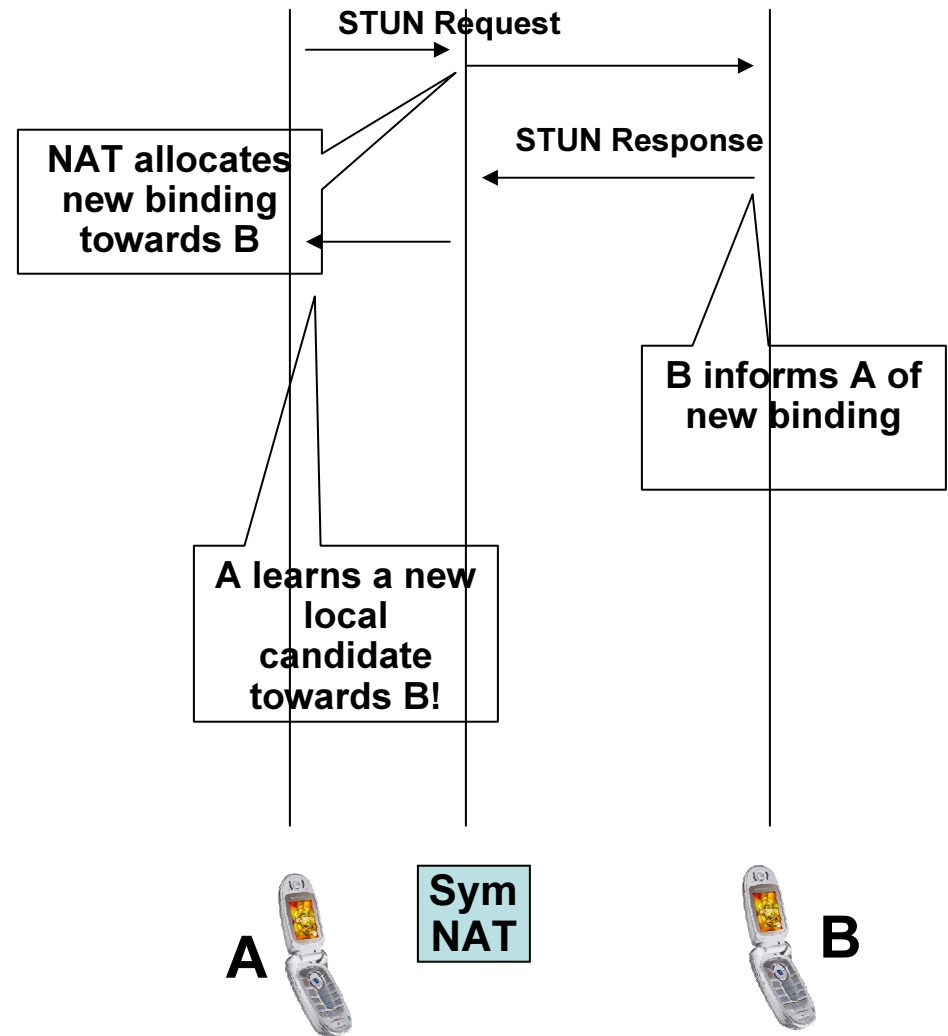 STUN Request
NAT allocates
new binding
towards B
STUN Response
B informs A of
new binding
A learns a new
local
candidate
towards B!
A
Sym
NAT
B